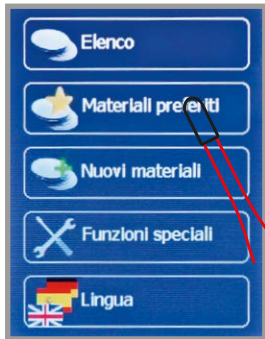 Elenco
Materiali preferiti
Nuovi materiali
Funzioni speciali
Lingua